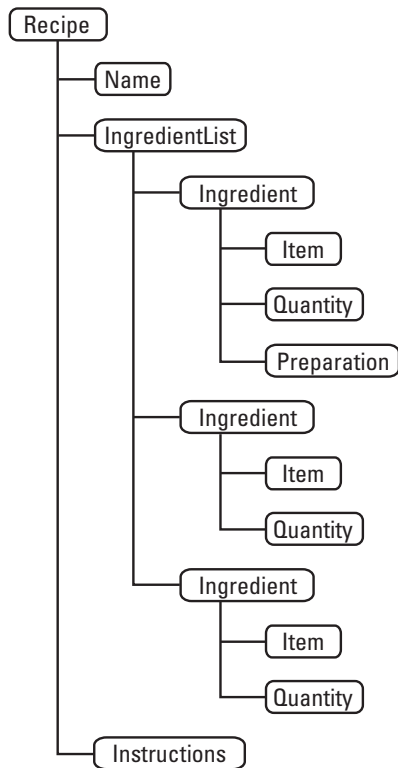 Recipe
Name
IngredientList
Ingredient
Item
Quantity
Preparation
Ingredient
Item
Quantity
Ingredient
Item
Quantity
Instructions